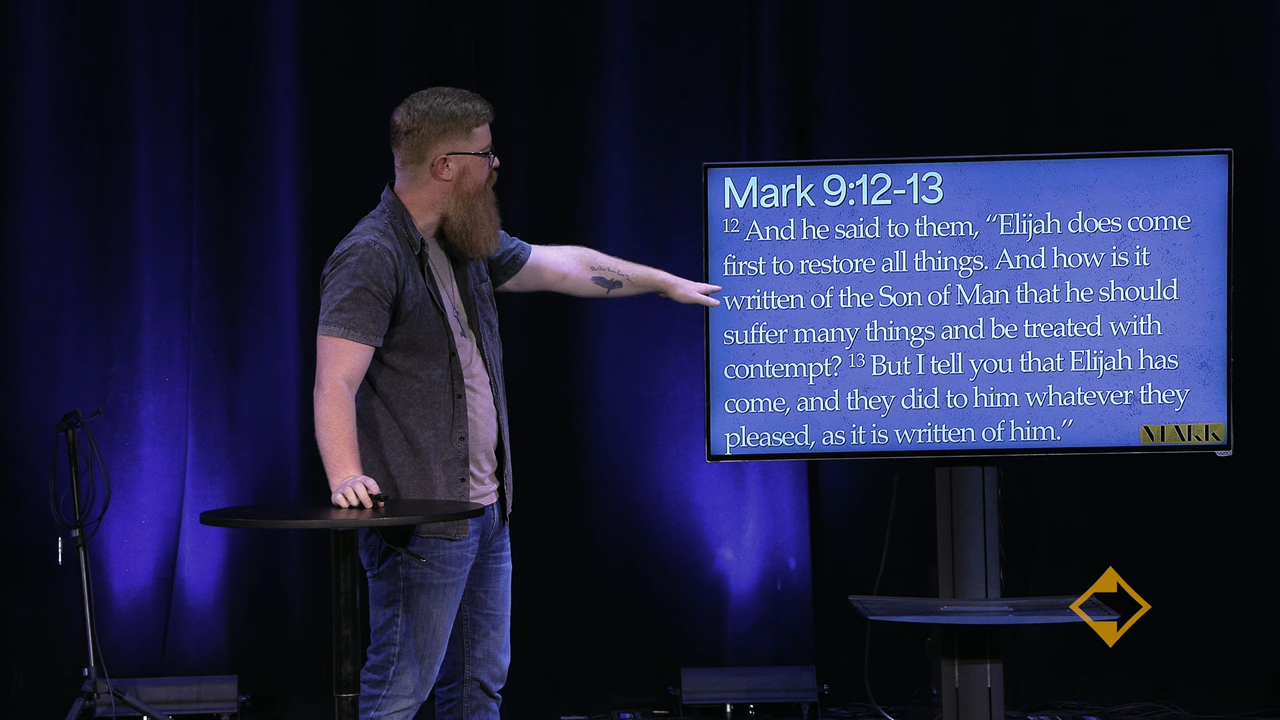 Mark 9:12-13
12 And he said to them, “Elijah does come
first to restore all things. And how is it
written of the Son of Man that he should
suffer many things and be treated with
contempt? 13 But I tell you that Elijah has
come, and they did to him whatever they
pleased, as it is written of him.”
MARK